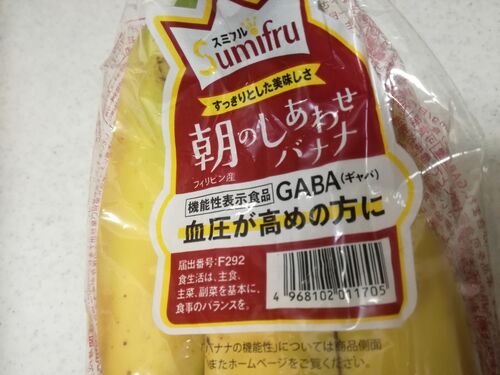 スミフル
Sumifru
すっきりとした美味しさ
朝のしあわせ
バナナ
フィリピン産
機能性表示食品 GABA(ギャバ)
血圧が高めの方に
届出番号:F292
食生活は、主食、
主菜、副菜を基本に、
食事のバランスを。
4 968102 011705
バナナの機能性」については商品側面
またホームページをご覧ください。